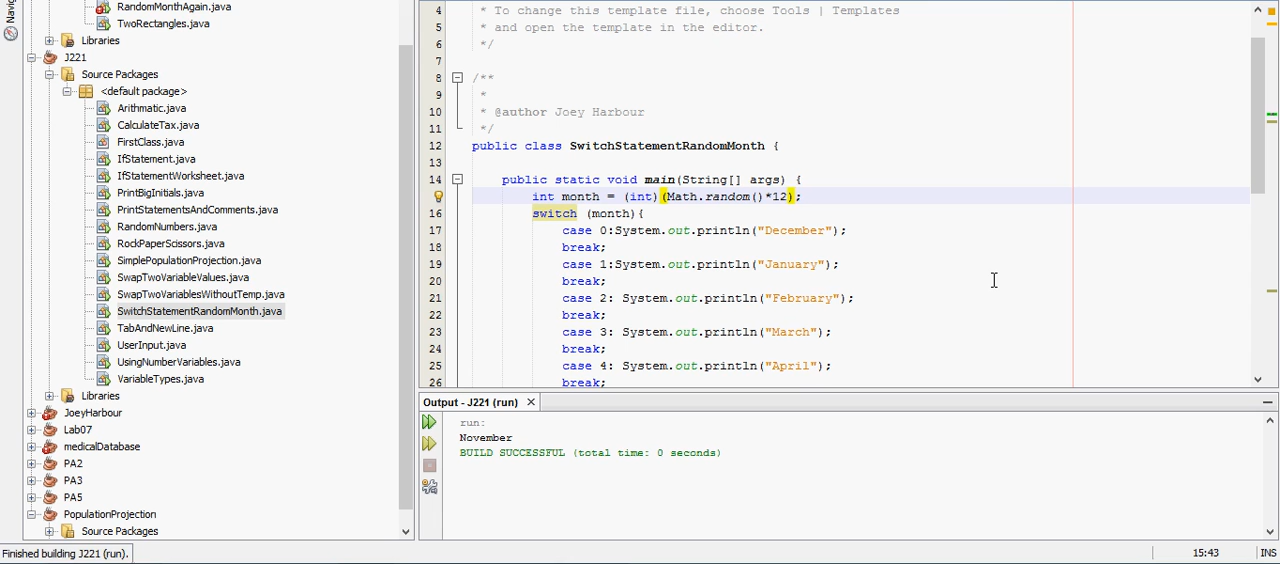 Navig
RandomMonthAgain.java
TwoRectangles.java
Libraries
J221
Source Packages
<default package>
Arithmatic.java
CalculateTax.java
FirstClass.java
IfStatement.java
IfStatementWorksheet.java
PrintBigInitials.java
PrintStatementsAndComments.java
RandomNumbers.java
RockPaperScissors.java
SimplePopulationProjection.java
SwapTwoVariableValues.java
SwapTwoVariablesWithoutTemp.java
SwitchStatementRandomMonth.java
TabAndNewLine.java
UserInput.java
UsingNumberVariables.java
VariableTypes.java
Libraries
JoeyHarbour
Lab07
medicalDatabase
PA2
PA3
PA5
PopulationProjection
Source Packages
4 * To change this template file, choose Tools | Templates
5 * and open the template in the editor.
6 */
7
8 /**
9 *
10 * @author Joey Harbour
11 */
12 public class SwitchStatementRandomMonth {
13
14 public static void main(String[] args) {
int month = (int)(Math.random()*12);
16 switch (month){
17 case 0:System.out.println("December");
18 break;
19 case 1:System.out.println("January");
20 break;
21 case 2: System.out.println("February");
22 break;
23 case 3: System.out.println("March");
24 break;
25 case 4: System.out.println("April");
26 break;
Output - J221 (run)
run:
November
BUILD SUCCESSFUL (total time: 0 seconds)
Finished building J221 (run).
15:43 INS